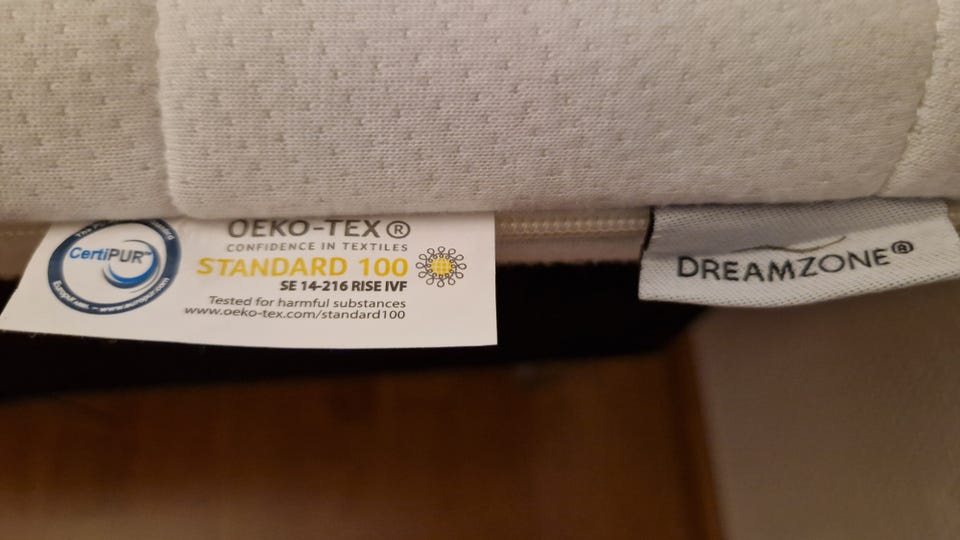 CertiPUR™
OEKO-TEX®
CONFIDENCE IN TEXTILES
STANDARD 100
SE 14-216 RISE IVF
Tested for harmful substances
www.oeko-tex.com/standard100
DREAMZONE®